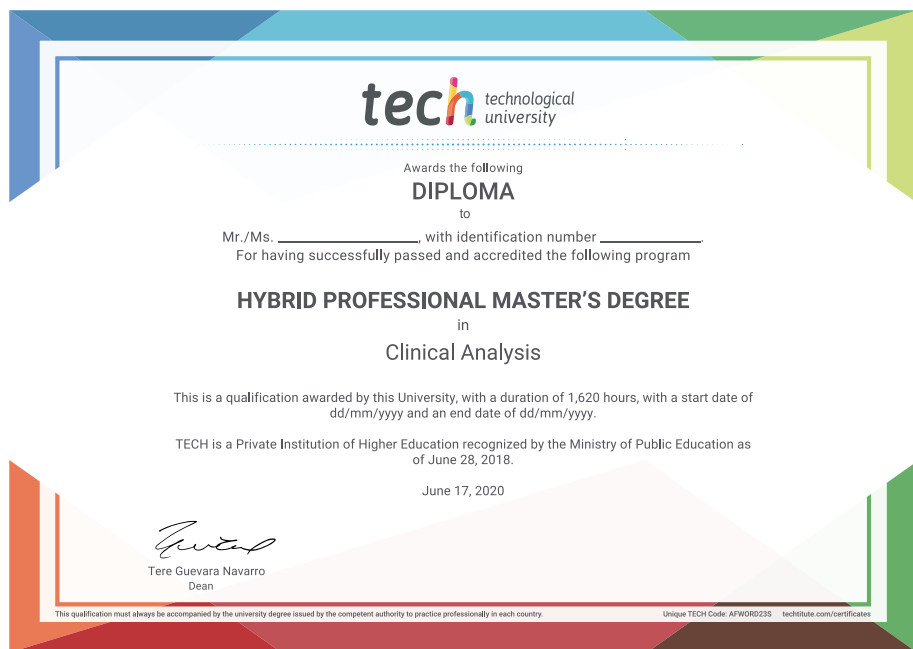 tech technological
university
Awards the following
DIPLOMA
to
Mr./Ms. ____________________, with identification number ______________.
For having successfully passed and accredited the following program
HYBRID PROFESSIONAL MASTER'S DEGREE
in
Clinical Analysis
This is a qualification awarded by this University, with a duration of 1,620 hours, with a start date of
dd/mm/yyyy and an end date of dd/mm/yyyy.
TECH is a Private Institution of Higher Education recognized by the Ministry of Public Education as
of June 28, 2018.
June 17, 2020
Tere Guevara Navarro
Dean
This qualification must always be accompanied by the university degree issued by the competent authority to practice professionally in each country. Unique TECH Code: AFWORD23S techtitute.com/certificates